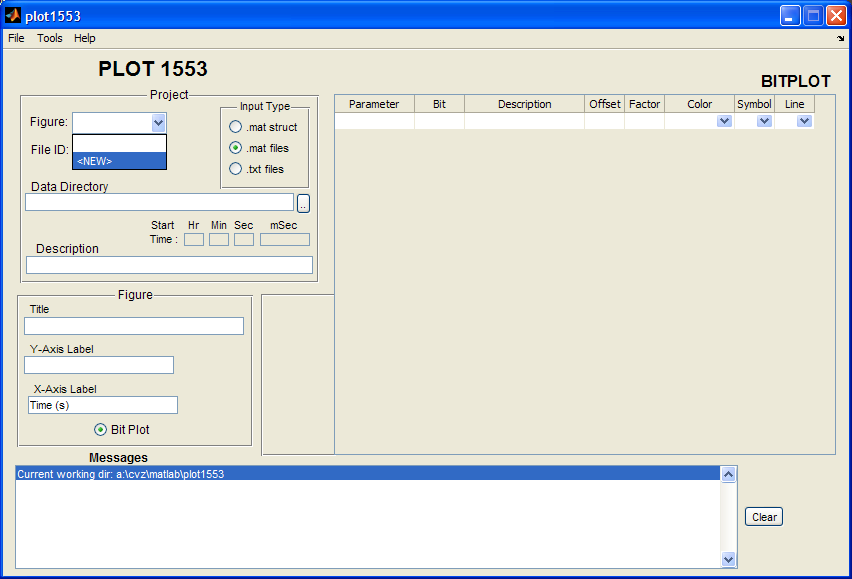 plot1553
File Tools Help
PLOT 1553
BITPLOT
Project
Figure:
<NEW>
File ID:
Input Type
.mat struct
.mat files
.txt files
Data Directory
..
Start Time :
Hr Min Sec mSec
Description
Parameter Bit Description Offset Factor Color Symbol Line
Figure
Title
Y-Axis Label
X-Axis Label
Time (s)
Bit Plot
Messages
Current working dir: a:\cvz\matlab\plot1553
Clear